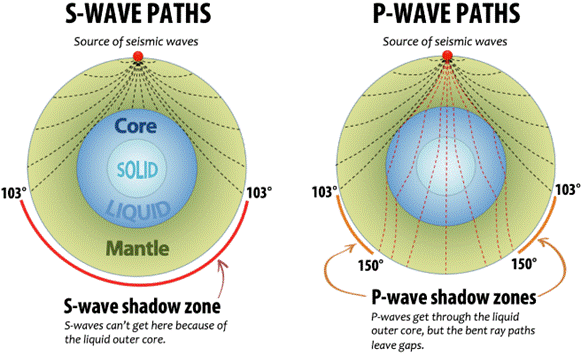 S-WAVE PATHS
Source of seismic waves
Core
SOLID
LIQUID
Mantle
103°
103°
S-wave shadow zone
S-waves can't get here because of
the liquid outer core.
P-WAVE PATHS
Source of seismic waves
103°
103°
150°
150°
P-wave shadow zones
P-waves get through the liquid
outer core, but the bent ray paths
leave gaps.